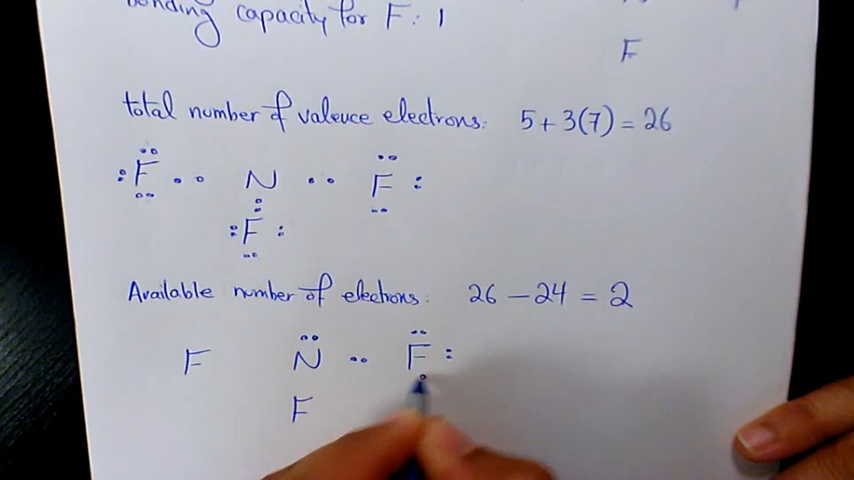 bonding capacity for F: 1
F
total number of valence electrons: 5 + 3(7) = 26
F N F
F
Available number of electrons: 26 - 24 = 2
F N F
F